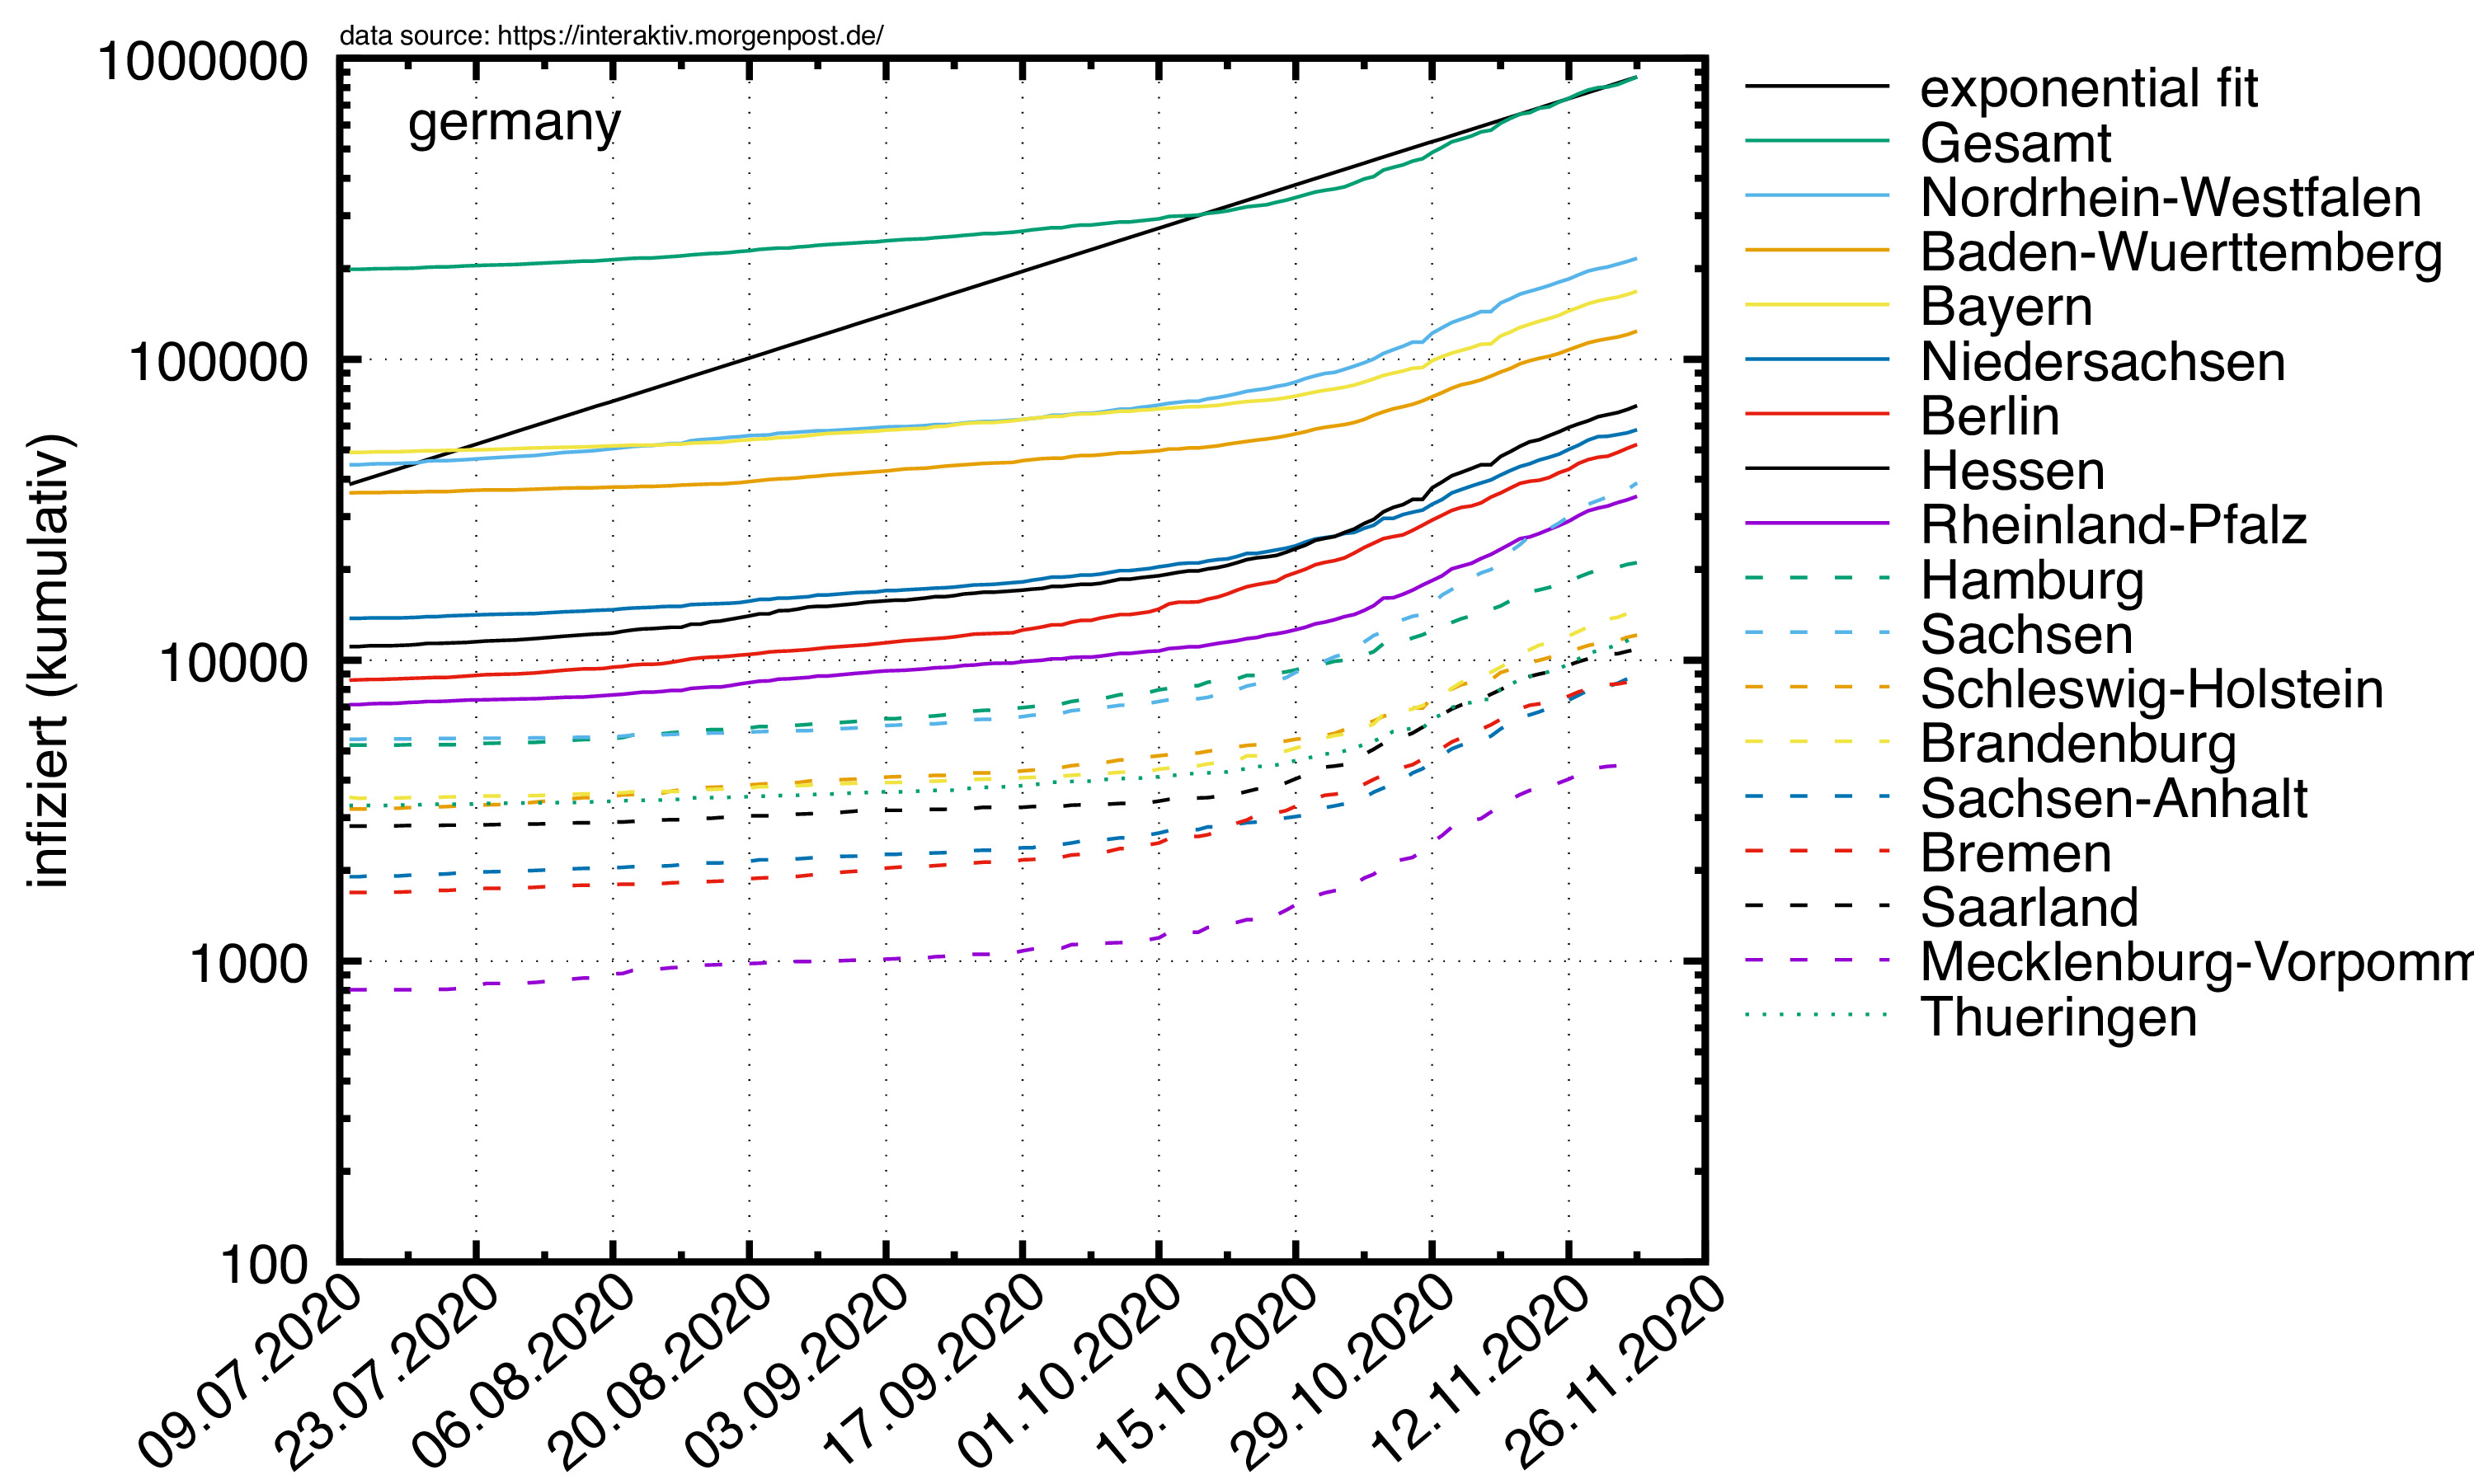 data source: https://interaktiv.morgenpost.de/
germany
infiziert (kumulativ)
1000000
100000
10000
1000
100
09.07.2020
23.07.2020
06.08.2020
20.08.2020
03.09.2020
17.09.2020
01.10.2020
15.10.2020
29.10.2020
12.11.2020
26.11.2020
exponential fit
Gesamt
Nordrhein-Westfalen
Baden-Wuerttemberg
Bayern
Niedersachsen
Berlin
Hessen
Rheinland-Pfalz
Hamburg
Sachsen
Schleswig-Holstein
Brandenburg
Sachsen-Anhalt
Bremen
Saarland
Mecklenburg-Vorpomm
Thueringen